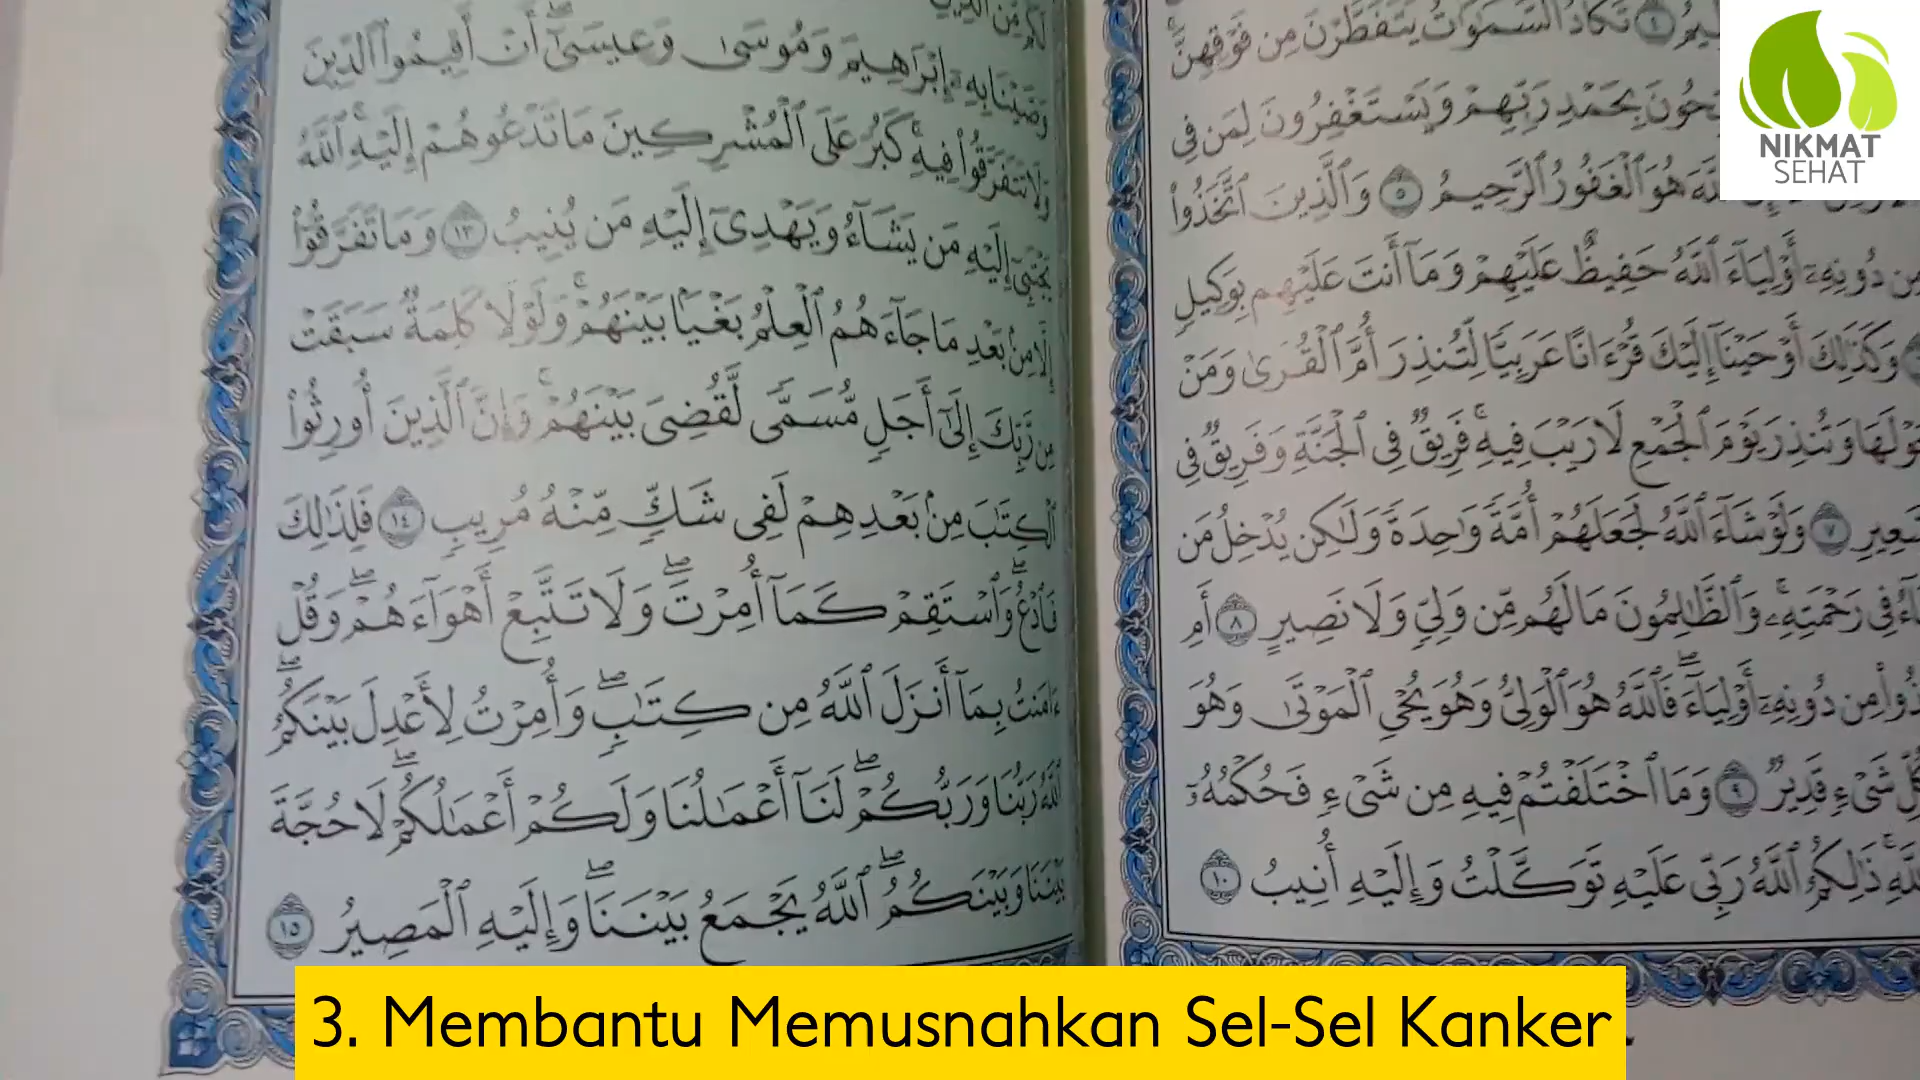 تَكَادُ ٱلسَّمَٰوَٰتُ يَتَفَطَّرْنَ مِن فَوْقِهِنَّ ۚ
بِحَمْدِ رَبِّهِمْ وَيَسْتَغْفِرُونَ لِمَن فِى
هُوَ ٱلْغَفُورُ ٱلرَّحِيمُ ٥ وَٱلَّذِينَ ٱتَّخَذُوا۟
دُونِهِۦٓ أَوْلِيَآءَ ٱللَّهُ حَفِيظٌ عَلَيْهِمْ وَمَآ أَنتَ عَلَيْهِم بِوَكِيلٍ
وَكَذَٰلِكَ أَوْحَيْنَآ إِلَيْكَ قُرْءَانًا عَرَبِيًّا لِّتُنذِرَ أُمَّ ٱلْقُرَىٰ وَمَنْ
وَتُنذِرَ يَوْمَ ٱلْجَمْعِ لَا رَيْبَ فِيهِ ۚ فَرِيقٌ فِى ٱلْجَنَّةِ وَفَرِيقٌ فِى
ٱلسَّعِيرِ ٧ وَلَوْ شَآءَ ٱللَّهُ لَجَعَلَهُمْ أُمَّةً وَٰحِدَةً وَلَٰكِن يُدْخِلُ مَن
فِى رَحْمَتِهِۦ ۚ وَٱلظَّٰلِمُونَ مَا لَهُم مِّن وَلِىٍّ وَلَا نَصِيرٍ ٨ أَمِ
مِن دُونِهِۦٓ أَوْلِيَآءَ ۖ فَٱللَّهُ هُوَ ٱلْوَلِىُّ وَهُوَ يُحْىِ ٱلْمَوْتَىٰ وَهُوَ
شَىْءٍ قَدِيرٌ ٩ وَمَا ٱخْتَلَفْتُمْ فِيهِ مِن شَىْءٍ فَحُكْمُهُۥٓ
ذَٰلِكُمُ ٱللَّهُ رَبِّى عَلَيْهِ تَوَكَّلْتُ وَإِلَيْهِ أُنِيبُ ١٠
لَكُم مِّنَ ٱلدِّينِ
وَصَّيْنَا بِهِۦٓ إِبْرَٰهِيمَ وَمُوسَىٰ وَعِيسَىٰٓ ۖ أَنْ أَقِيمُوا۟ ٱلدِّينَ
وَلَا تَتَفَرَّقُوا۟ فِيهِ ۚ كَبُرَ عَلَى ٱلْمُشْرِكِينَ مَا تَدْعُوهُمْ إِلَيْهِ ۚ ٱللَّهُ
يَجْتَبِىٓ إِلَيْهِ مَن يَشَآءُ وَيَهْدِىٓ إِلَيْهِ مَن يُنِيبُ ١٣ وَمَا تَفَرَّقُوٓا۟
إِلَّا مِنۢ بَعْدِ مَا جَآءَهُمُ ٱلْعِلْمُ بَغْيًۢا بَيْنَهُمْ ۚ وَلَوْلَا كَلِمَةٌ سَبَقَتْ
مِن رَّبِّكَ إِلَىٰٓ أَجَلٍ مُّسَمًّى لَّقُضِىَ بَيْنَهُمْ ۚ وَإِنَّ ٱلَّذِينَ أُورِثُوا۟
ٱلْكِتَٰبَ مِنۢ بَعْدِهِمْ لَفِى شَكٍّ مِّنْهُ مُرِيبٍ ١٤ فَلِذَٰلِكَ
فَٱدْعُ ۖ وَٱسْتَقِمْ كَمَآ أُمِرْتَ ۖ وَلَا تَتَّبِعْ أَهْوَآءَهُمْ ۖ وَقُلْ
ءَامَنتُ بِمَآ أَنزَلَ ٱللَّهُ مِن كِتَٰبٍ ۖ وَأُمِرْتُ لِأَعْدِلَ بَيْنَكُمُ ۖ
ٱللَّهُ رَبُّنَا وَرَبُّكُمْ ۖ لَنَآ أَعْمَٰلُنَا وَلَكُمْ أَعْمَٰلُكُمْ ۖ لَا حُجَّةَ
بَيْنَنَا وَبَيْنَكُمُ ۖ ٱللَّهُ يَجْمَعُ بَيْنَنَا ۖ وَإِلَيْهِ ٱلْمَصِيرُ ١٥
NIKMAT
SEHAT
3. Membantu Memusnahkan Sel-Sel Kanker